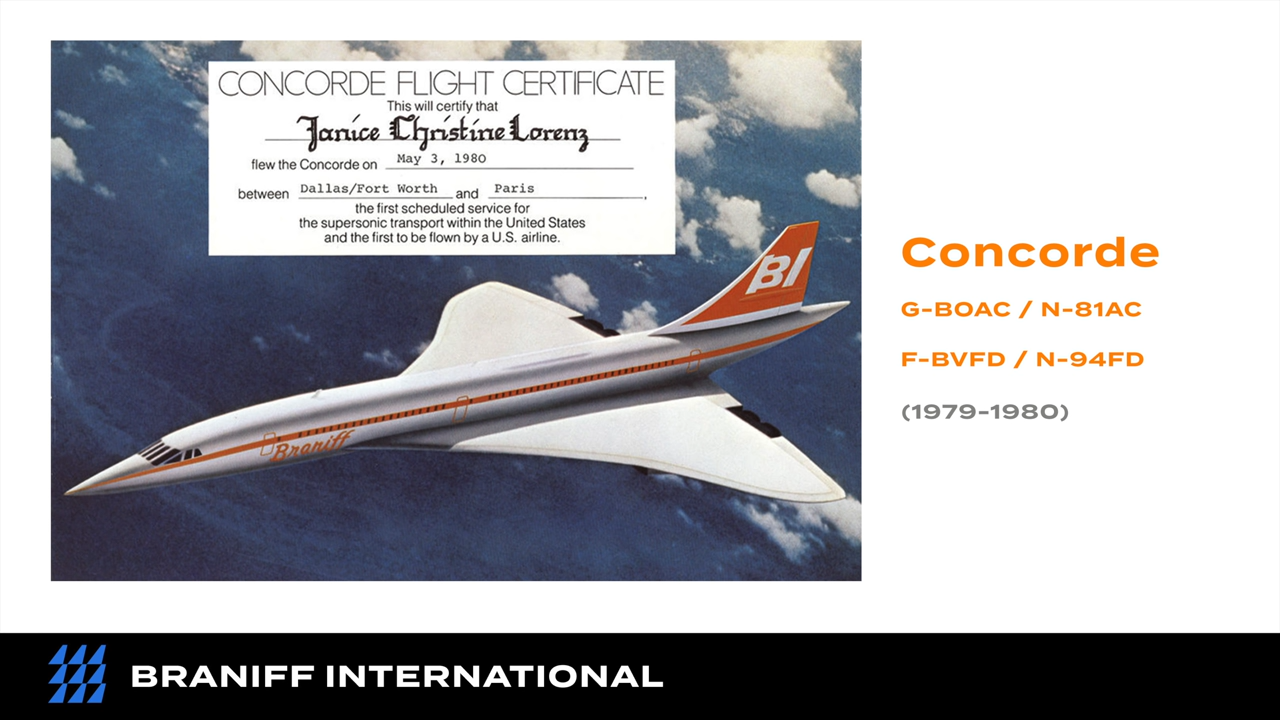 CONCORDE FLIGHT CERTIFICATE
This will certify that
Janice Christine Lorenz
flew the Concorde on May 3, 1980
between Dallas/Fort Worth and Paris,
the first scheduled service for
the supersonic transport within the United States
and the first to be flown by a U.S. airline.
BI
Braniff
Concorde
G-BOAC / N-81AC
F-BVFD / N-94FD
(1979-1980)
BRANIFF INTERNATIONAL